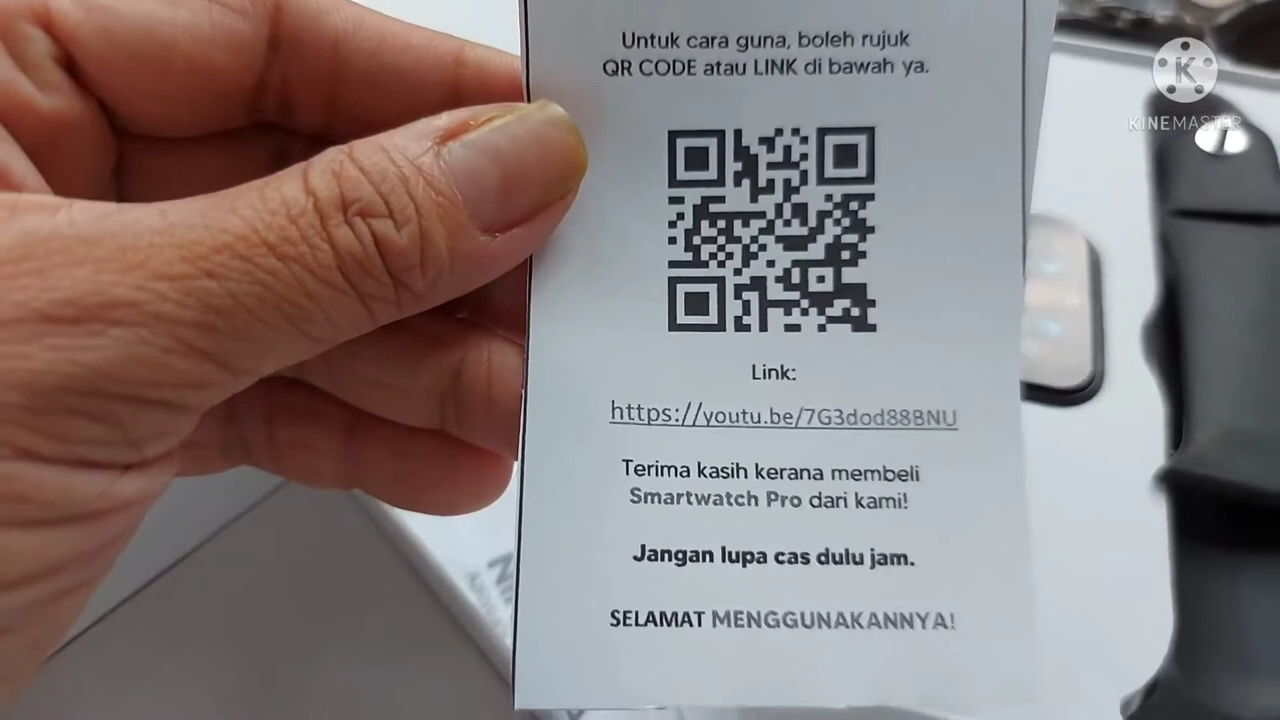 Untuk cara guna, boleh rujuk
QR CODE atau LINK di bawah ya.
KINEMASTER
Link:
https://youtu.be/7G3dod88BNU
Terima kasih kerana membeli
Smartwatch Pro dari kami!
Jangan lupa cas dulu jam.
SELAMAT MENGGUNAKANNYA!